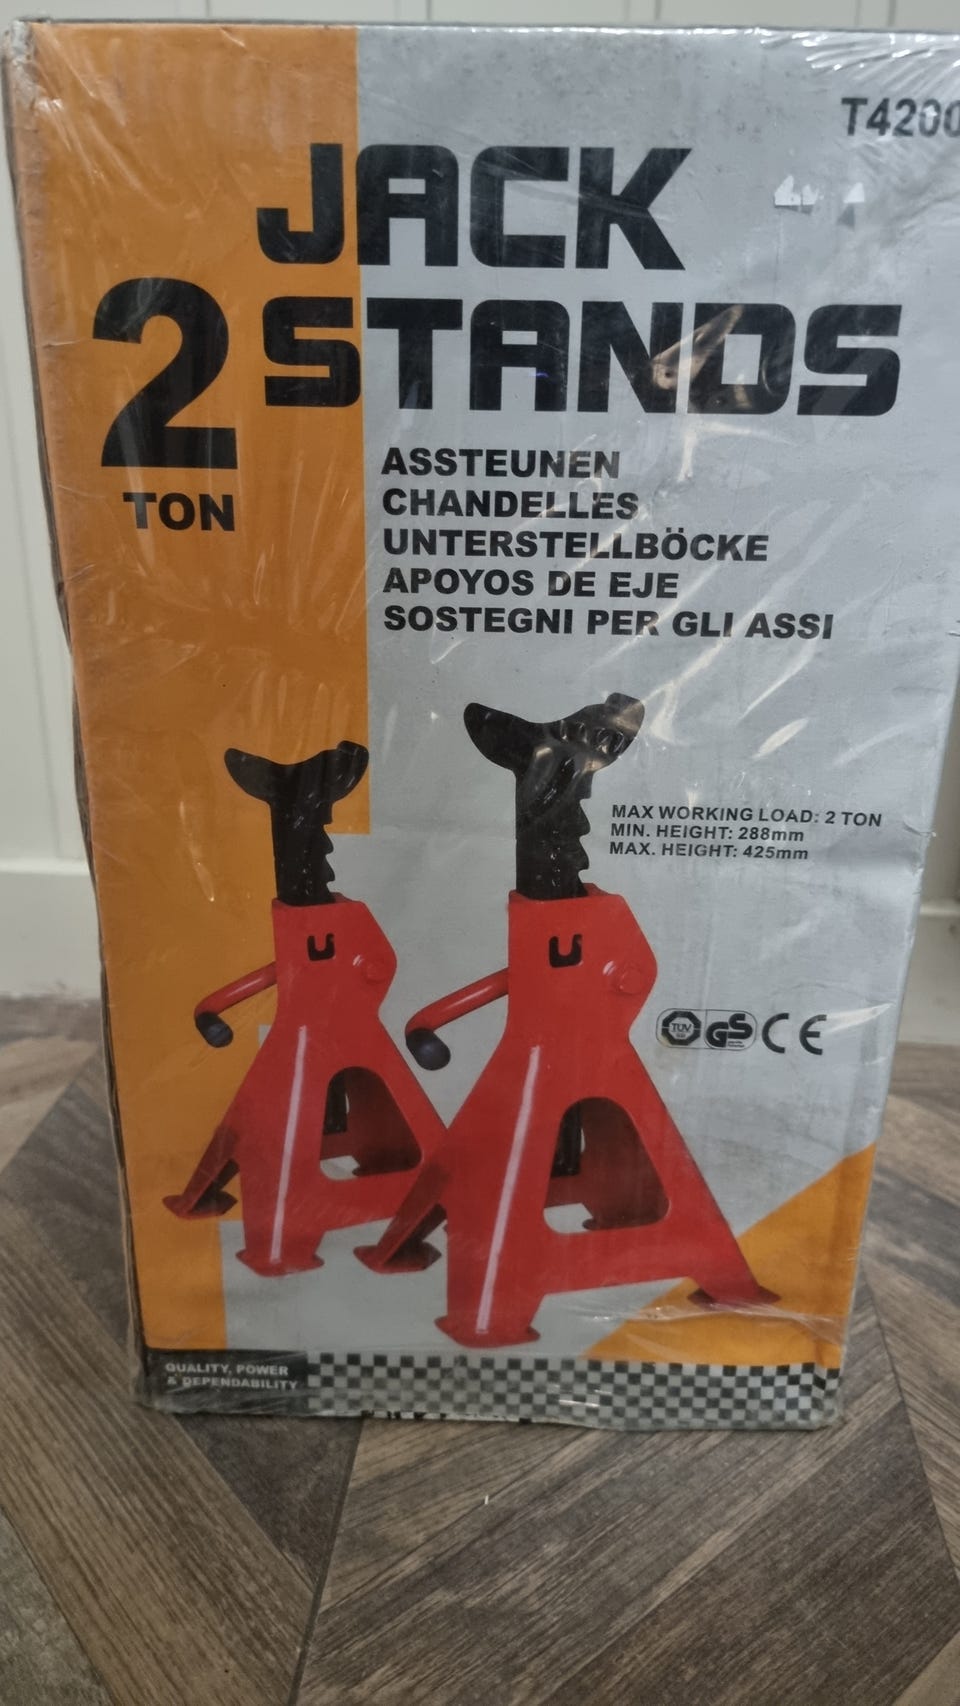 T4200
JACK
STANDS
2
TON
ASSTEUNEN
CHANDELLES
UNTERSTELLBÖCKE
APOYOS DE EJE
SOSTEGNI PER GLI ASSI
MAX WORKING LOAD: 2 TON
MIN. HEIGHT: 288mm
MAX. HEIGHT: 425mm
TUV GS CE
QUALITY, POWER
& DEPENDABILITY